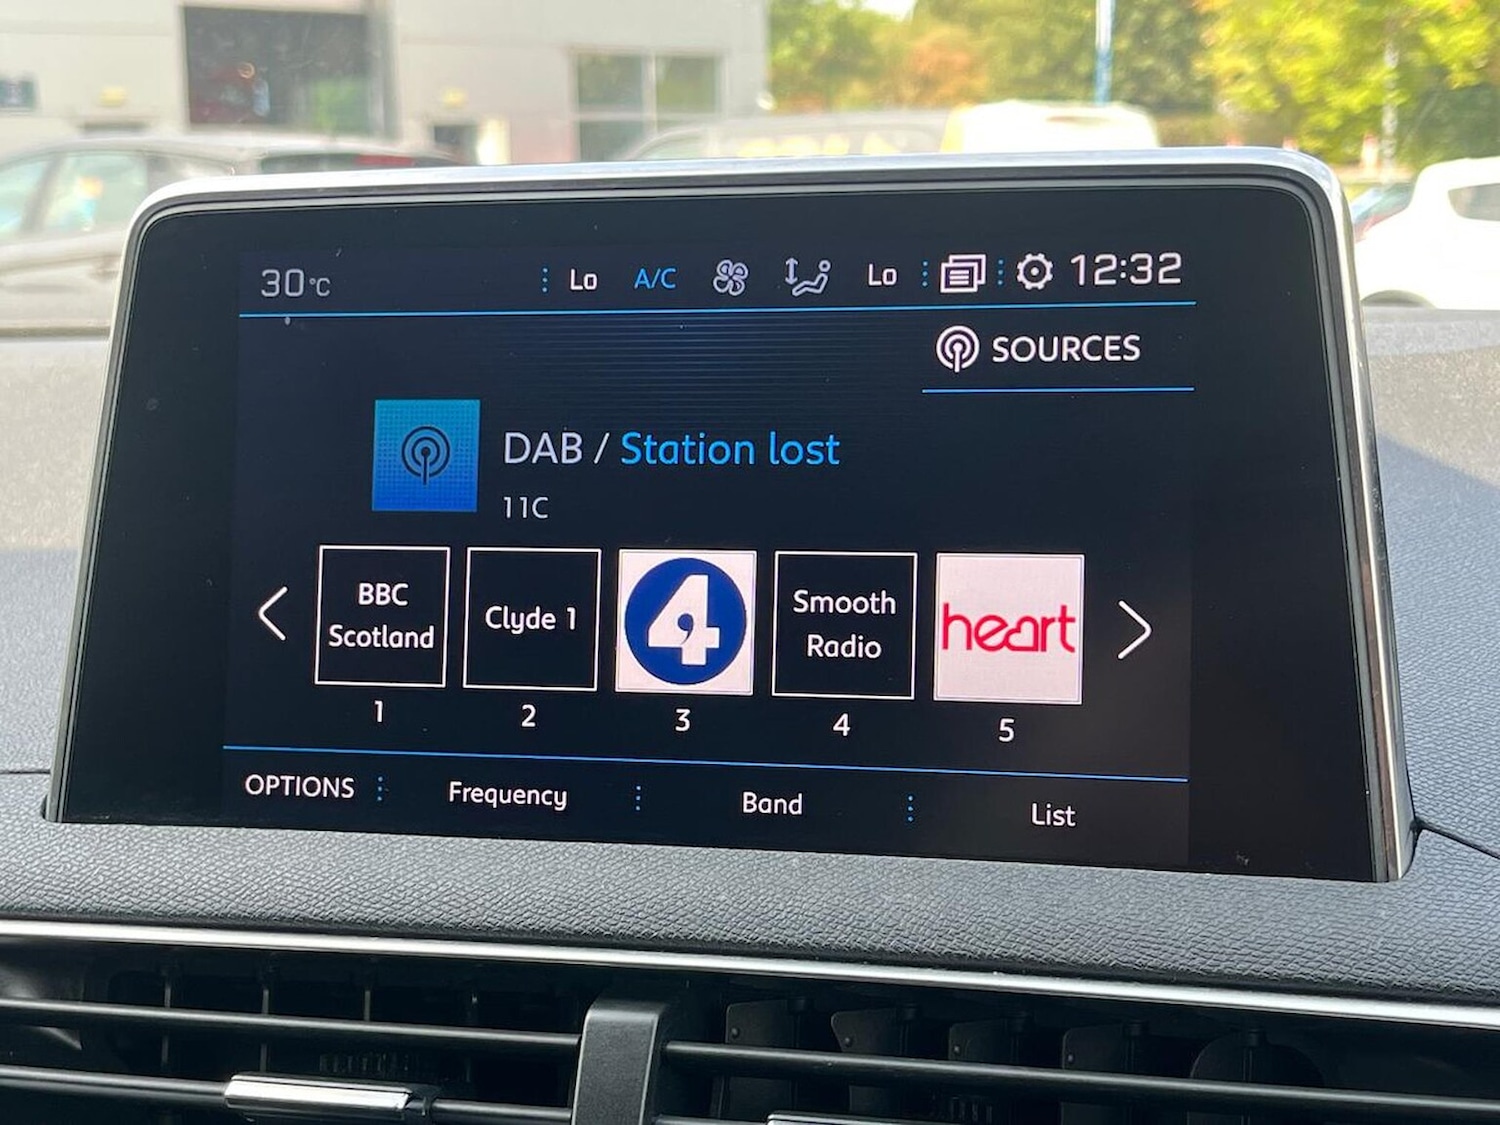 30°C Lo A/C Lo 12:32
SOURCES
DAB / Station lost
11C
BBC
Scotland
Clyde 1
4
Smooth
Radio
heart
1 2 3 4 5
OPTIONS Frequency Band List